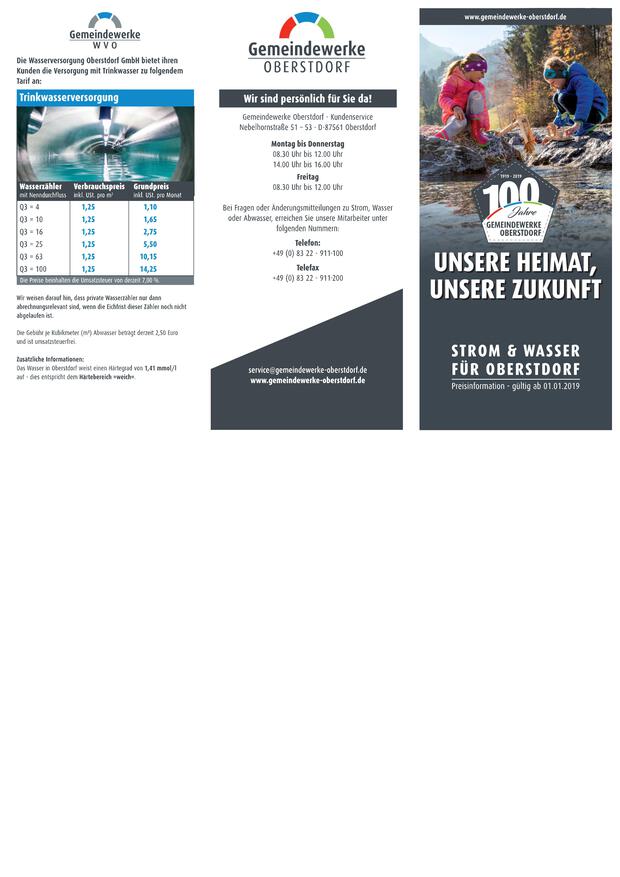 Gemeindewerke
WVO
Die Wasserversorgung Oberstdorf GmbH bietet ihren
Kunden die Versorgung mit Trinkwasser zu folgendem
Tarif an:
Trinkwasserversorgung
Wasserzähler Verbrauchspreis Grundpreis
mit Nenndurchfluss inkl. USt. pro m³ inkl. USt. pro Monat
Q3 = 4 1,25 1,10
Q3 = 10 1,25 1,65
Q3 = 16 1,25 2,75
Q3 = 25 1,25 5,50
Q3 = 63 1,25 10,15
Q3 = 100 1,25 14,25
Die Preise beinhalten die Umsatzsteuer von derzeit 7,00 %.
Wir weisen darauf hin, dass private Wasserzähler nur dann
abrechnungsrelevant sind, wenn die Eichfrist dieser Zähler noch nicht
abgelaufen ist.
Die Gebühr je Kubikmeter (m³) Abwasser beträgt derzeit 2,50 Euro
und ist umsatzsteuerfrei.
Zusätzliche Informationen:
Das Wasser in Oberstdorf weist einen Härtegrad von 1,41 mmol/l
auf - dies entspricht dem Härtebereich »weich«.
Gemeindewerke
OBERSTDORF
Wir sind persönlich für Sie da!
Gemeindewerke Oberstdorf · Kundenservice
Nebelhornstraße 51 – 53 · D-87561 Oberstdorf
Montag bis Donnerstag
08.30 Uhr bis 12.00 Uhr
14.00 Uhr bis 16.00 Uhr
Freitag
08.30 Uhr bis 12.00 Uhr
Bei Fragen oder Änderungsmitteilungen zu Strom, Wasser
oder Abwasser, erreichen Sie unsere Mitarbeiter unter
folgenden Nummern:
Telefon:
+49 (0) 83 22 - 911-100
Telefax
+49 (0) 83 22 - 911-200
service@gemeindewerke-oberstdorf.de
www.gemeindewerke-oberstdorf.de
www.gemeindewerke-oberstdorf.de
1919 - 2019
100
Jahre
GEMEINDEWERKE
OBERSTDORF
UNSERE HEIMAT,
UNSERE ZUKUNFT
STROM & WASSER
FÜR OBERSTDORF
Preisinformation - gültig ab 01.01.2019